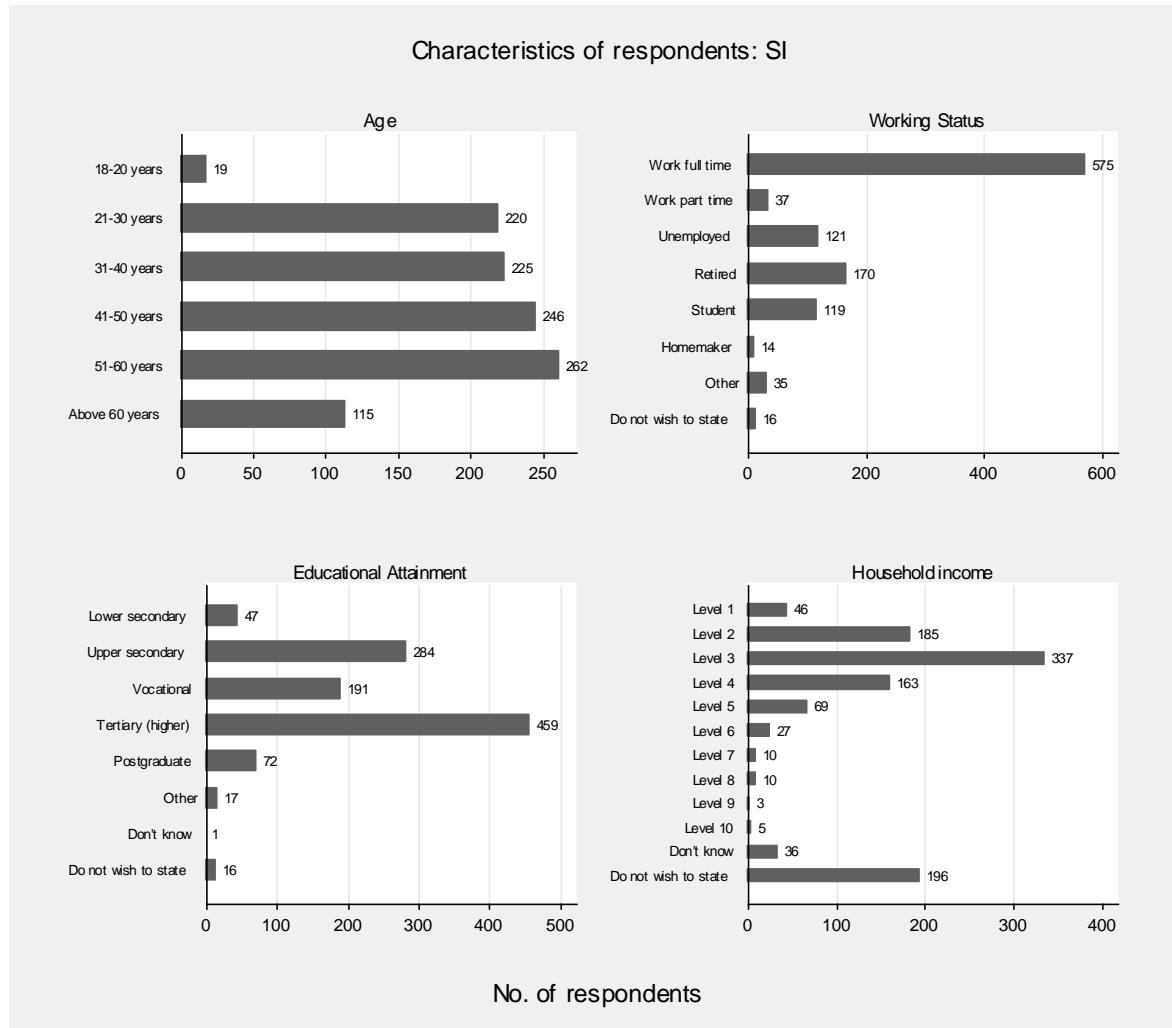 Characteristics of respondents: SI
Age
18-20 years 19
21-30 years 220
31-40 years 225
41-50 years 246
51-60 years 262
Above 60 years 115
0 50 100 150 200 250
Working Status
Work full time 575
Work part time 37
Unemployed 121
Retired 170
Student 119
Homemaker 14
Other 35
Do not wish to state 16
0 200 400 600
Educational Attainment
Lower secondary 47
Upper secondary 284
Vocational 191
Tertiary (higher) 459
Postgraduate 72
Other 17
Don't know 1
Do not wish to state 16
0 100 200 300 400 500
Household income
Level 1 46
Level 2 185
Level 3 337
Level 4 163
Level 5 69
Level 6 27
Level 7 10
Level 8 10
Level 9 3
Level 10 5
Don't know 36
Do not wish to state 196
0 100 200 300 400
No. of respondents